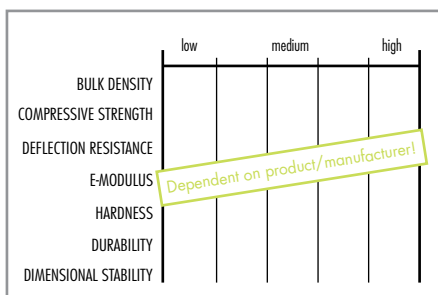 low medium high
BULK DENSITY
COMPRESSIVE STRENGTH
DEFLECTION RESISTANCE
Dependent on product/manufacturer!
E-MODULUS
HARDNESS
DURABILITY
DIMENSIONAL STABILITY